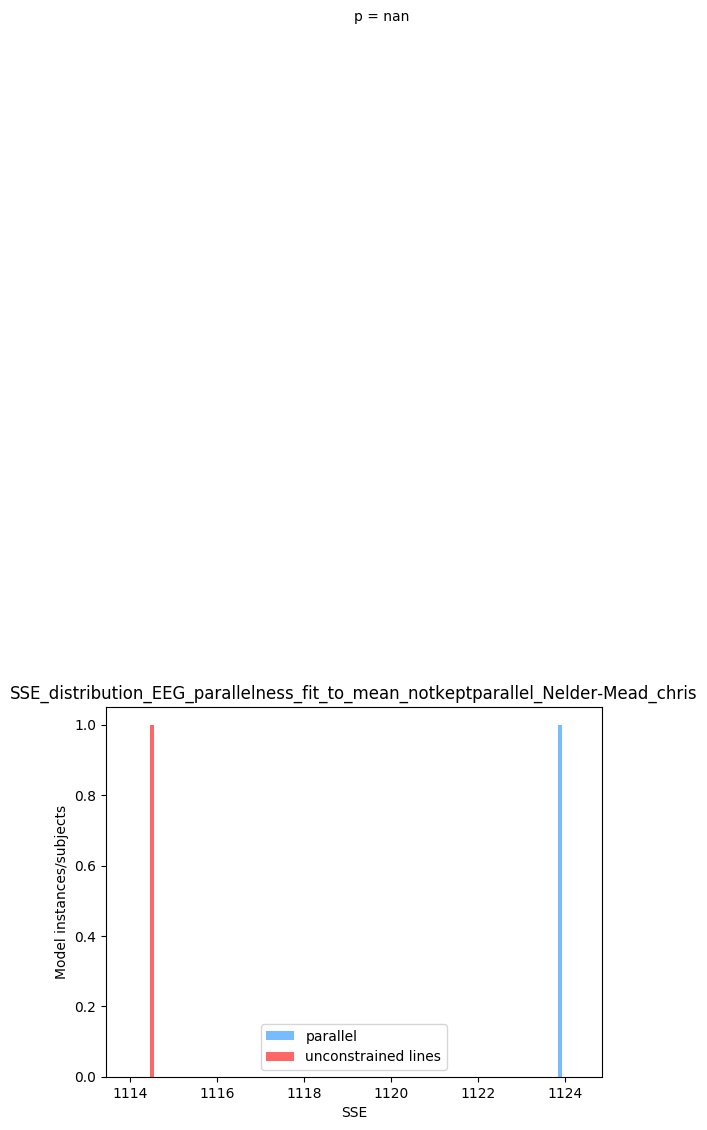 p = nan
SSE_distribution_EEG_parallelness_fit_to_mean_notkeptparallel_Nelder-Mead_chris
1.0
0.8
0.6
0.4
0.2
0.0
Model instances/subjects
parallel
unconstrained lines
1114 1116 1118 1120 1122 1124
SSE